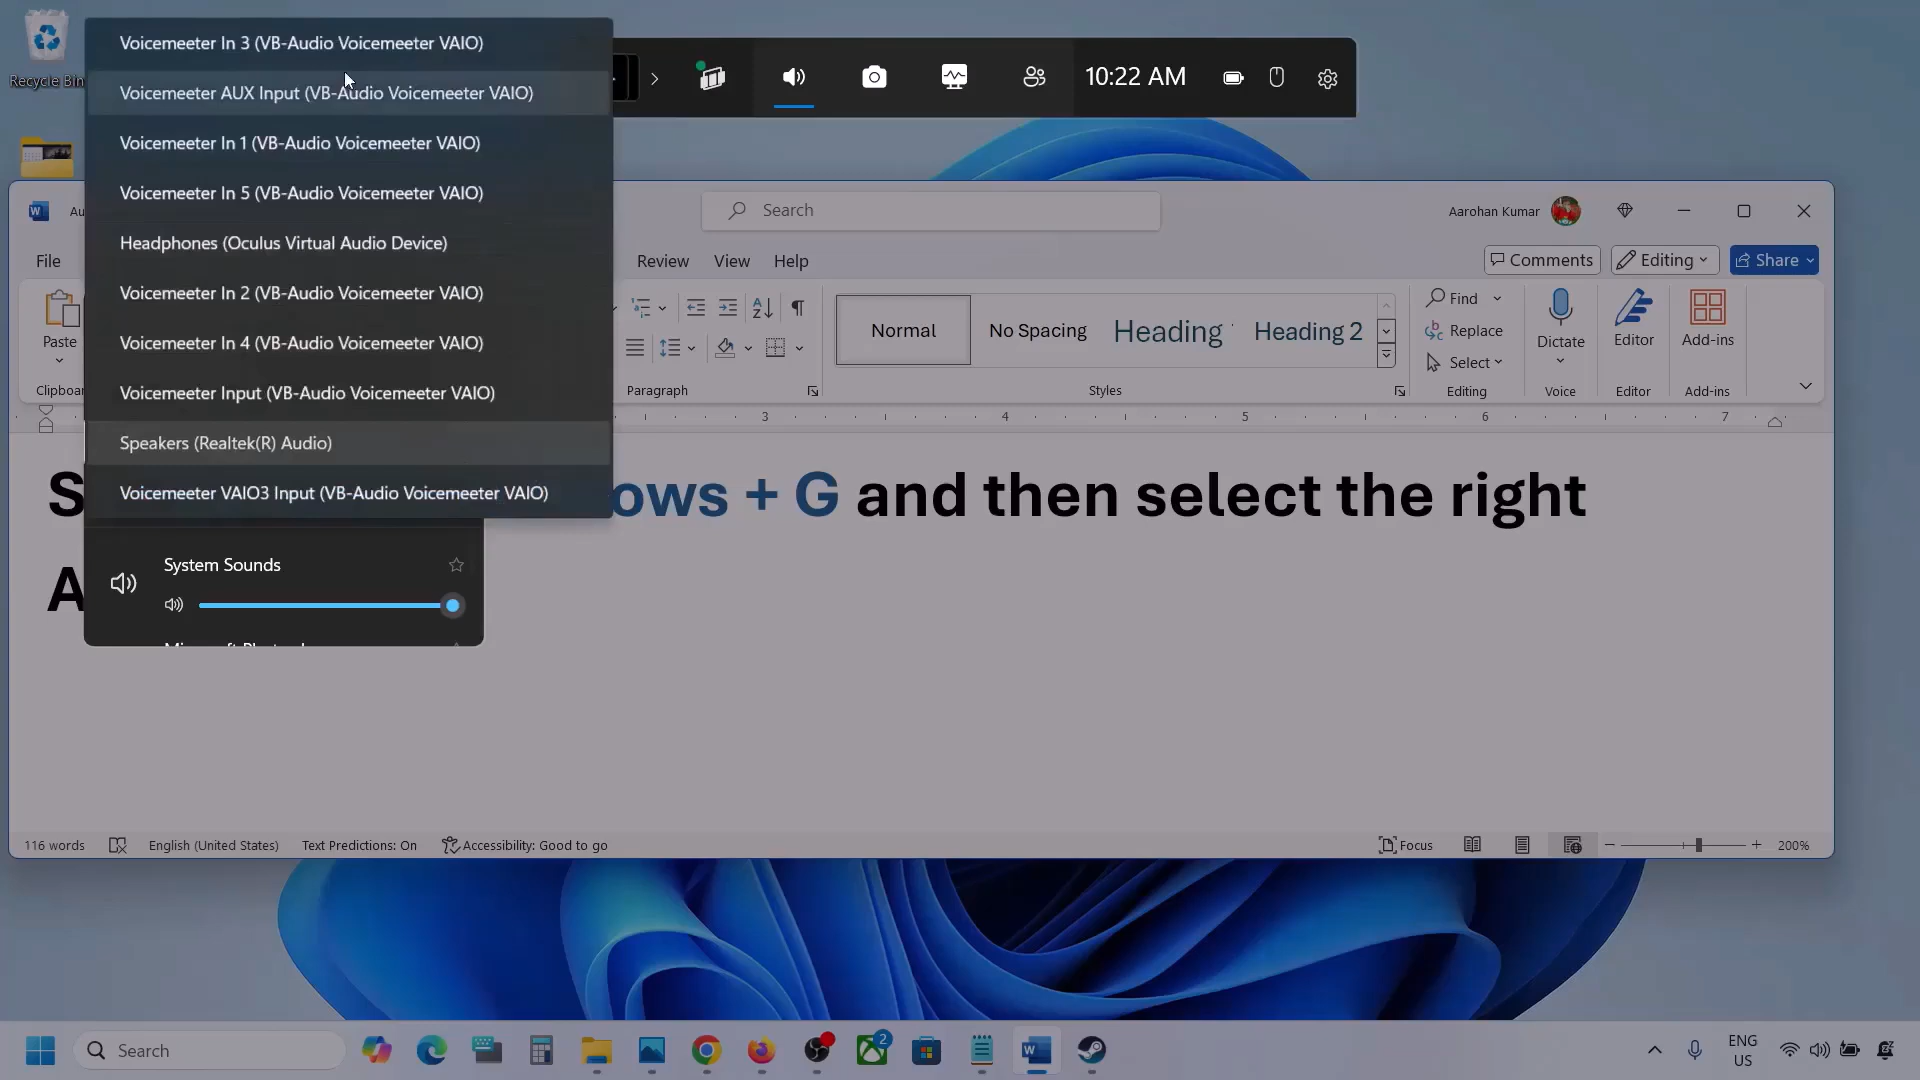 Recycle Bin
Voicemeeter In 3 (VB-Audio Voicemeeter VAIO)
Voicemeeter AUX Input (VB-Audio Voicemeeter VAIO)
Voicemeeter In 1 (VB-Audio Voicemeeter VAIO)
Voicemeeter In 5 (VB-Audio Voicemeeter VAIO)
Headphones (Oculus Virtual Audio Device)
Voicemeeter In 2 (VB-Audio Voicemeeter VAIO)
Voicemeeter In 4 (VB-Audio Voicemeeter VAIO)
Voicemeeter Input (VB-Audio Voicemeeter VAIO)
Speakers (Realtek(R) Audio)
Voicemeeter VAIO3 Input (VB-Audio Voicemeeter VAIO)
System Sounds
10:22 AM
Au
Search
Aarohan Kumar
File
Review View Help
Comments
Editing
Share
Paste
Clipboar
Paragraph
Normal
No Spacing
Heading
Heading 2
Styles
Find
Replace
Select
Editing
Dictate
Voice
Editor
Editor
Add-ins
Add-ins
3 4 5 6 7
S ows + G and then select the right
A
116 words
English (United States)
Text Predictions: On
Accessibility: Good to go
Focus
200%
Search
2
ENG
US